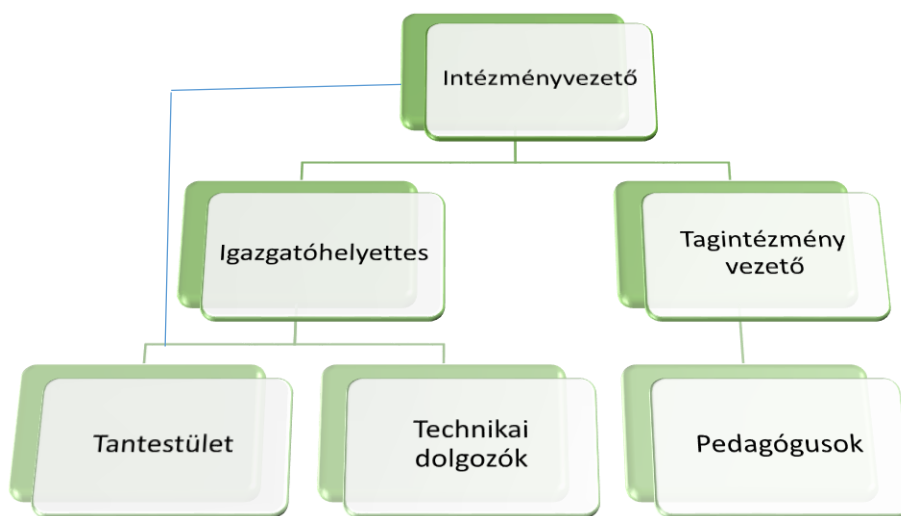 Intézményvezető
Igazgatóhelyettes
Tagintézmény
vezető
Tantestület
Technikai
dolgozók
Pedagógusok